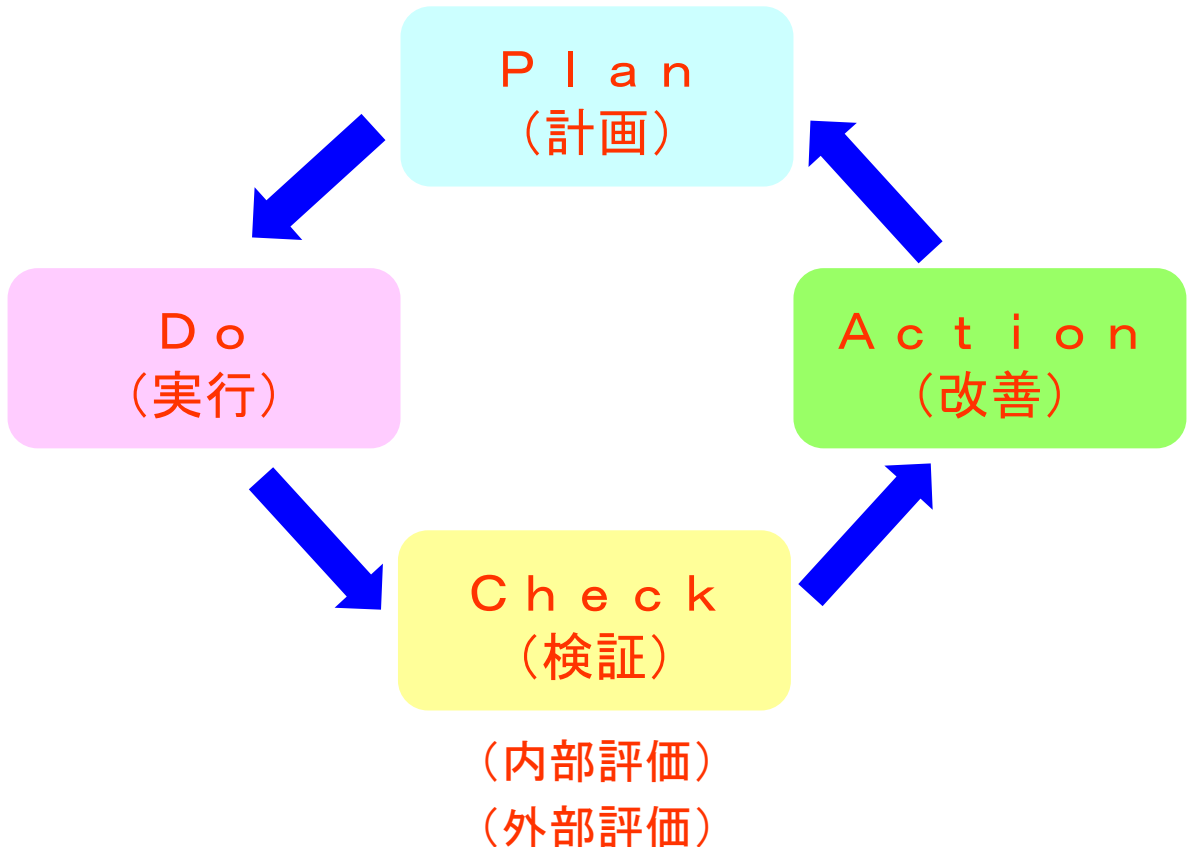 Ｐｌａｎ
（計画）
Ｄｏ
（実行）
Ａｃｔｉｏｎ
（改善）
Ｃｈｅｃｋ
（検証）
（内部評価）
（外部評価）